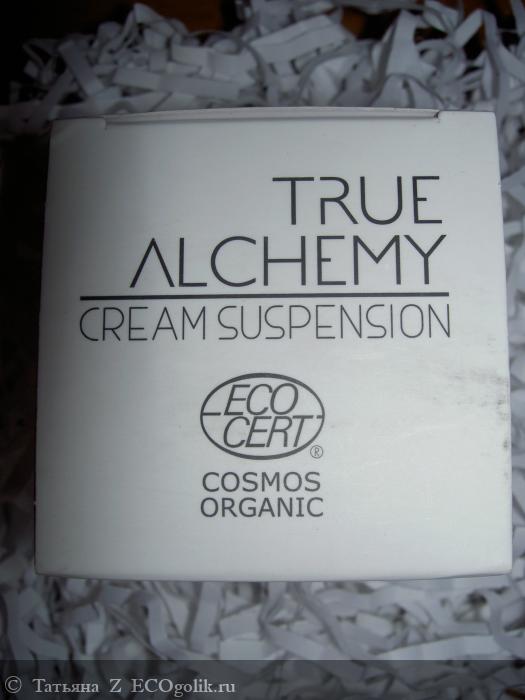 TRUE
ALCHEMY
CREAM SUSPENSION
ECO
CERT
®
COSMOS
ORGANIC
© Татьяна Z ECOgolik.ru